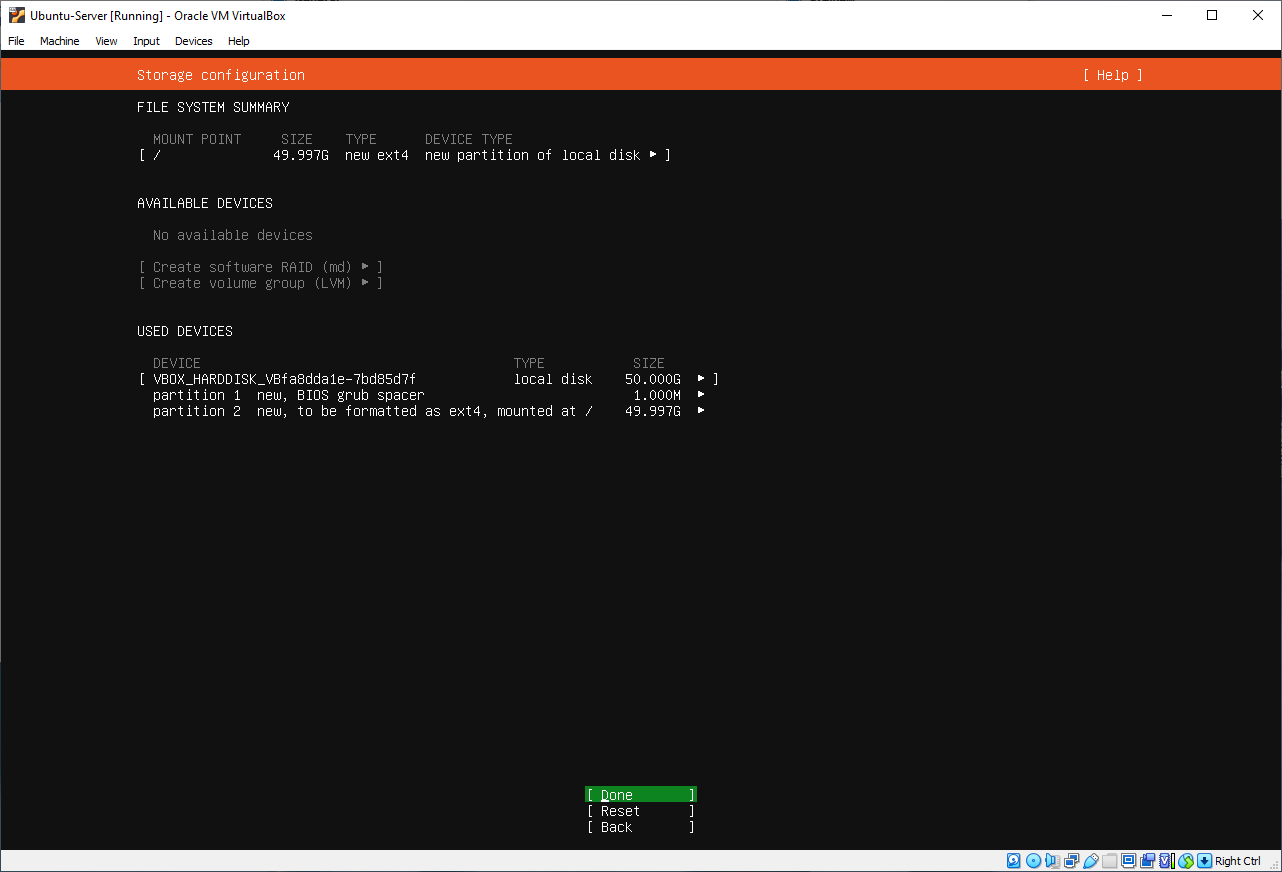 Ubuntu-Server [Running] - Oracle VM VirtualBox
File Machine View Input Devices Help
Storage configuration [ Help ]
FILE SYSTEM SUMMARY
MOUNT POINT SIZE TYPE DEVICE TYPE
[ / 49.997G new ext4 new partition of local disk ▸ ]
AVAILABLE DEVICES
No available devices
[ Create software RAID (md) ▸ ]
[ Create volume group (LVM) ▸ ]
USED DEVICES
DEVICE TYPE SIZE
[ VBOX_HARDDISK_VBfa8dda1e-7bd85d7f local disk 50.000G ▸ ]
partition 1 new, BIOS grub spacer 1.000M ▸
partition 2 new, to be formatted as ext4, mounted at / 49.997G ▸
[ Done ]
[ Reset ]
[ Back ]
Right Ctrl